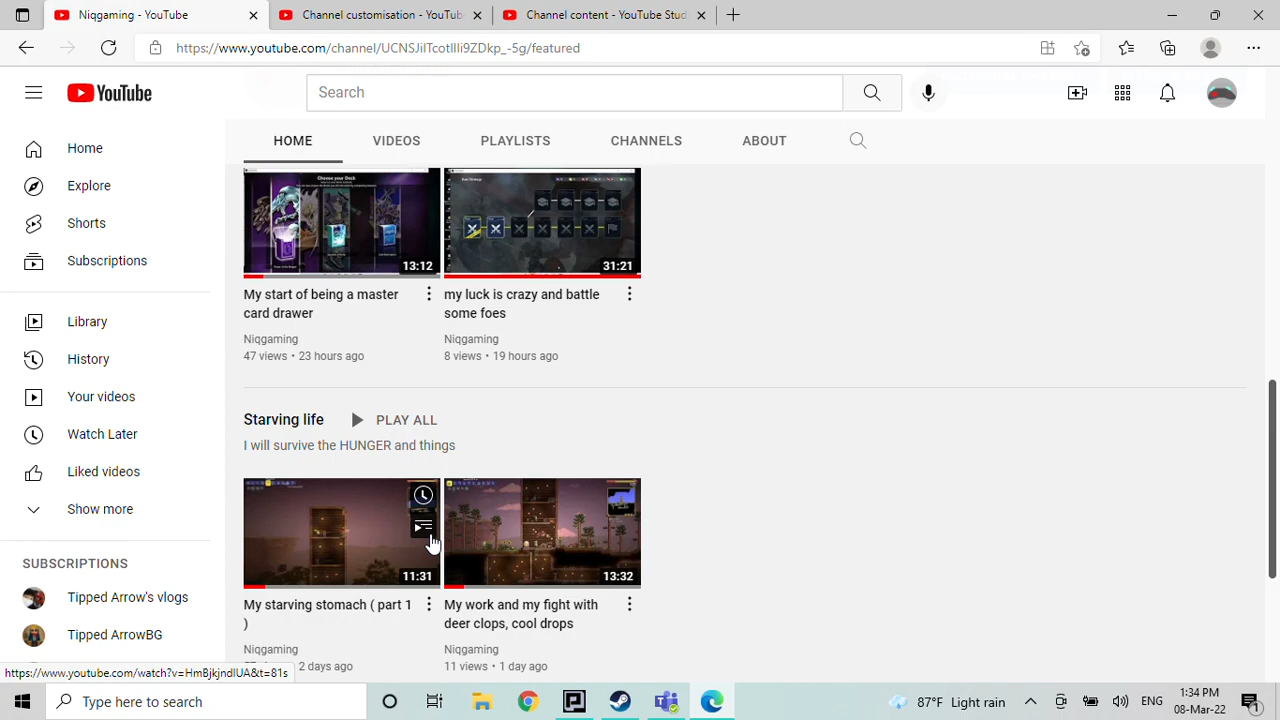 Niqgaming - YouTube
Channel customisation - YouTub
Channel content - YouTube Stud
https://www.youtube.com/channel/UCNSJiITcotIlIi9ZDkp_-5g/featured
YouTube
Search
HOME VIDEOS PLAYLISTS CHANNELS ABOUT
Home
Explore
Shorts
Subscriptions
Library
History
Your videos
Watch Later
Liked videos
Show more
SUBSCRIPTIONS
Tipped Arrow's vlogs
Tipped ArrowBG
Choose your Deck
13:12
My start of being a master
card drawer
Niqgaming
47 views • 23 hours ago
31:21
my luck is crazy and battle
some foes
Niqgaming
8 views • 19 hours ago
Starving life PLAY ALL
I will survive the HUNGER and things
11:31
My starving stomach ( part 1
)
Niqgaming
2 days ago
13:32
My work and my fight with
deer clops, cool drops
Niqgaming
11 views • 1 day ago
https://www.youtube.com/watch?v=HmBjkjndIUA&t=81s
Type here to search
87°F Light rain
ENG
1:34 PM
08-Mar-22
1